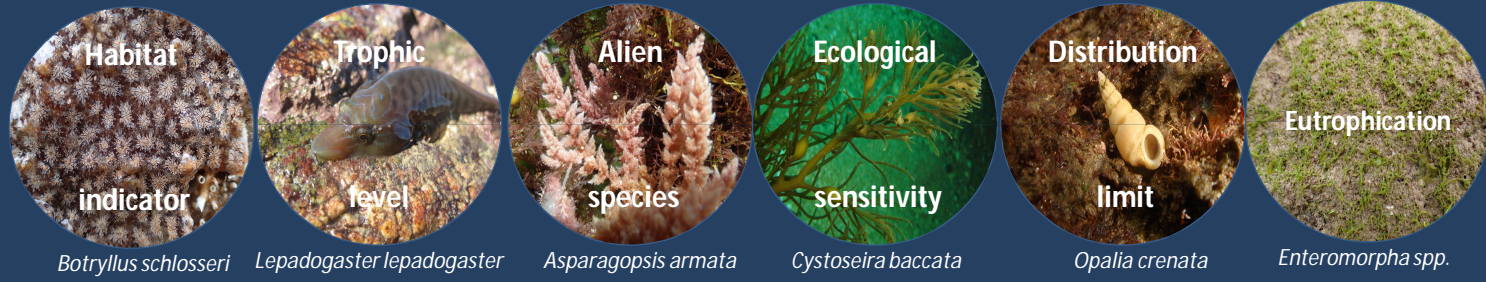 Habitat
indicator
Trophic
level
Alien
species
Ecological
sensitivity
Distribution
limit
Eutrophication
Botryllus schlosseri
Lepadogaster lepadogaster
Asparagopsis armata
Cystoseira baccata
Opalia crenata
Enteromorpha spp.